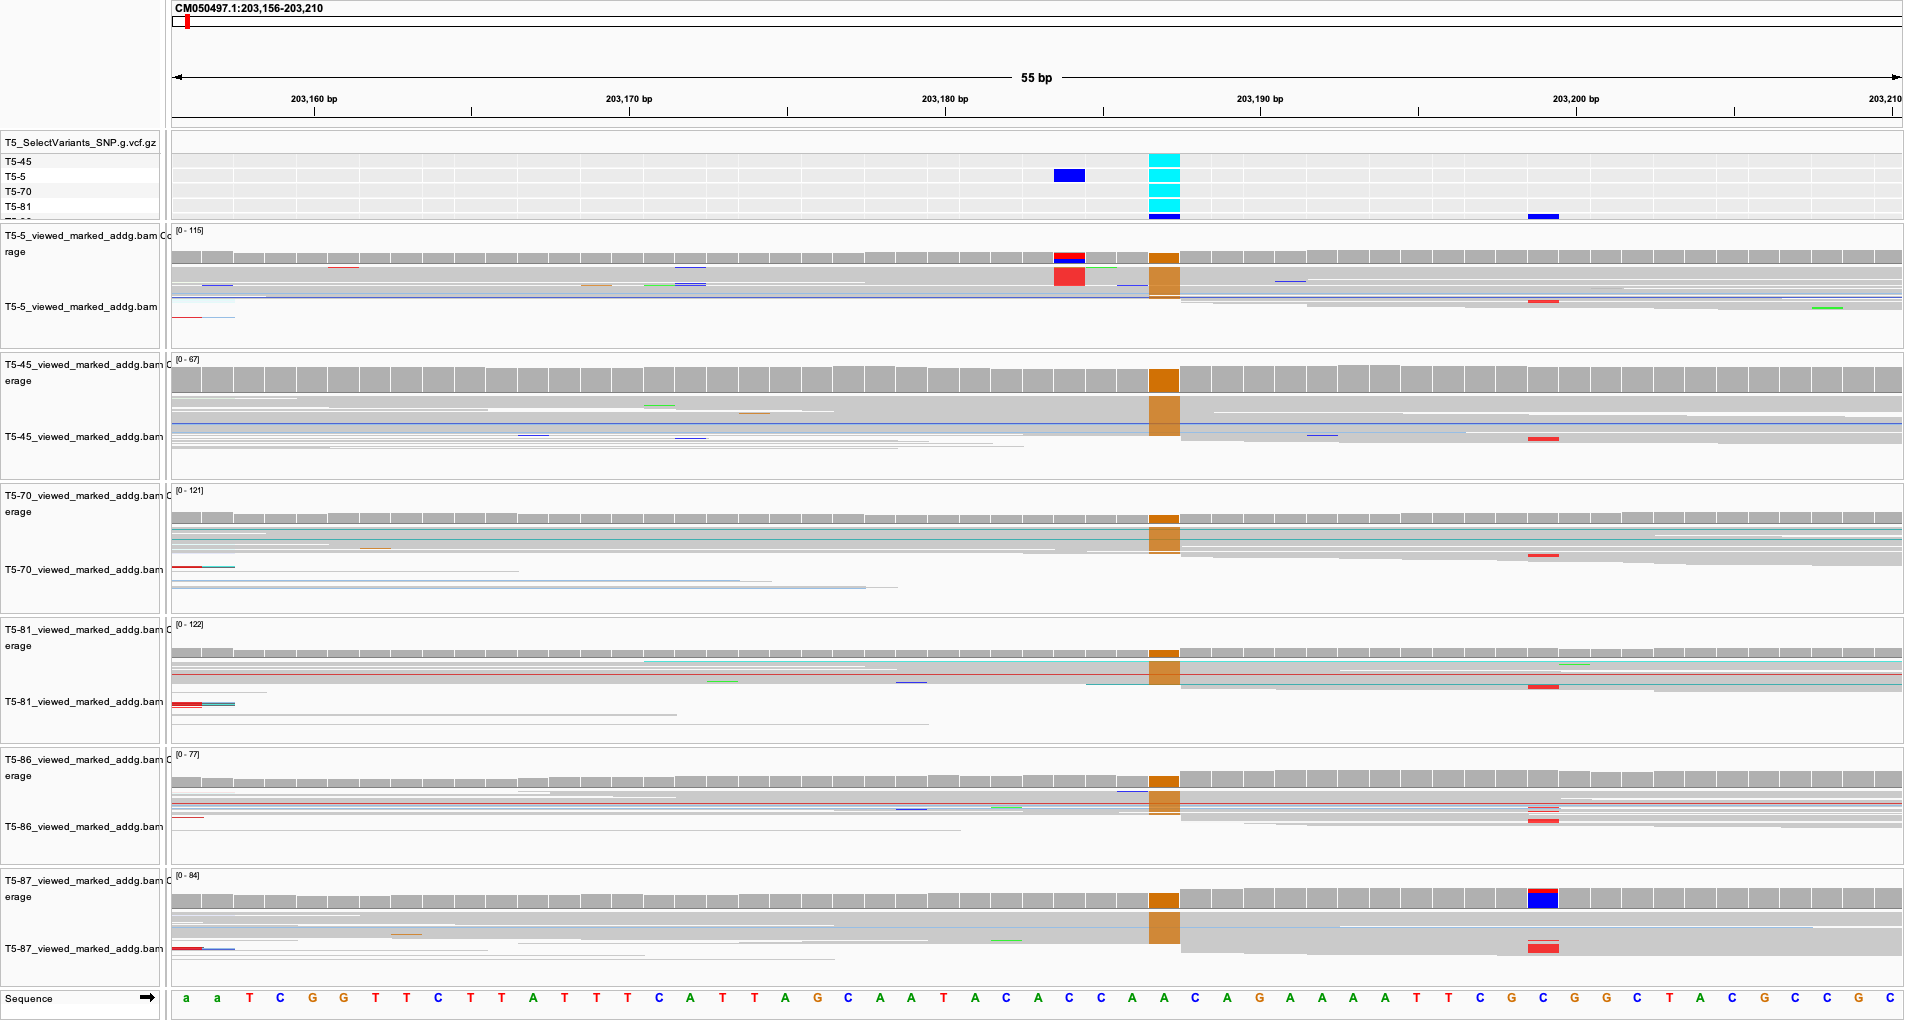 CM050497.1:203,156-203,210
55 bp
203,160 bp 203,170 bp 203,180 bp 203,190 bp 203,200 bp 203,210
T5_SelectVariants_SNP.g.vcf.gz
T5-45
T5-5
T5-70
T5-81
T5-5_viewed_marked_addg.bam Co
rage
[0 - 115]
T5-5_viewed_marked_addg.bam
T5-45_viewed_marked_addg.bam C
erage
[0 - 67]
T5-45_viewed_marked_addg.bam
T5-70_viewed_marked_addg.bam C
erage
[0 - 121]
T5-70_viewed_marked_addg.bam
T5-81_viewed_marked_addg.bam C
erage
[0 - 122]
T5-81_viewed_marked_addg.bam
T5-86_viewed_marked_addg.bam C
erage
[0 - 77]
T5-86_viewed_marked_addg.bam
T5-87_viewed_marked_addg.bam C
erage
[0 - 84]
T5-87_viewed_marked_addg.bam
Sequence a a T C G G T T C T T A T T T C A T T A G C A A T A C A C C A A C A G A A A A T T C G C G G C T A C G C C G C